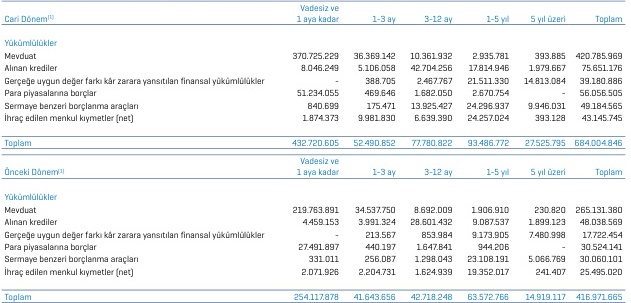 Vadesiz ve
Cari Dönem(1) 1 aya kadar 1-3 ay 3-12 ay 1-5 yıl 5 yıl üzeri Toplam
Yükümlülükler
Mevduat 370.725.229 36.369.142 10.361.932 2.935.781 393.885 420.785.969
Alınan krediler 8.046.249 5.106.058 42.704.256 17.814.946 1.979.667 75.651.176
Gerçeğe uygun değer farkı kâr zarara yansıtılan finansal yükümlülükler - 388.705 2.467.767 21.511.330 14.813.084 39.180.886
Para piyasalarına borçlar 51.234.055 469.646 1.682.050 2.670.754 - 56.056.505
Sermaye benzeri borçlanma araçları 840.699 175.471 13.925.427 24.296.937 9.946.031 49.184.565
İhraç edilen menkul kıymetler (net) 1.874.373 9.981.830 6.639.390 24.257.024 393.128 43.145.745
Toplam 432.720.605 52.490.852 77.780.822 93.486.772 27.525.795 684.004.846
Vadesiz ve
Önceki Dönem(1) 1 aya kadar 1-3 ay 3-12 ay 1-5 yıl 5 yıl üzeri Toplam
Yükümlülükler
Mevduat 219.763.891 34.537.750 8.692.009 1.906.910 230.820 265.131.380
Alınan krediler 4.459.153 3.991.324 28.601.432 9.087.537 1.899.123 48.038.569
Gerçeğe uygun değer farkı kâr zarara yansıtılan finansal yükümlülükler - 213.567 853.984 9.173.905 7.480.998 17.722.454
Para piyasalarına borçlar 27.491.897 440.197 1.647.841 944.206 - 30.524.141
Sermaye benzeri borçlanma araçları 331.011 256.087 1.298.043 23.108.191 5.066.769 30.060.101
İhraç edilen menkul kıymetler (net) 2.071.926 2.204.731 1.624.939 19.352.017 241.407 25.495.020
Toplam 254.117.878 41.643.656 42.718.248 63.572.766 14.919.117 416.971.665